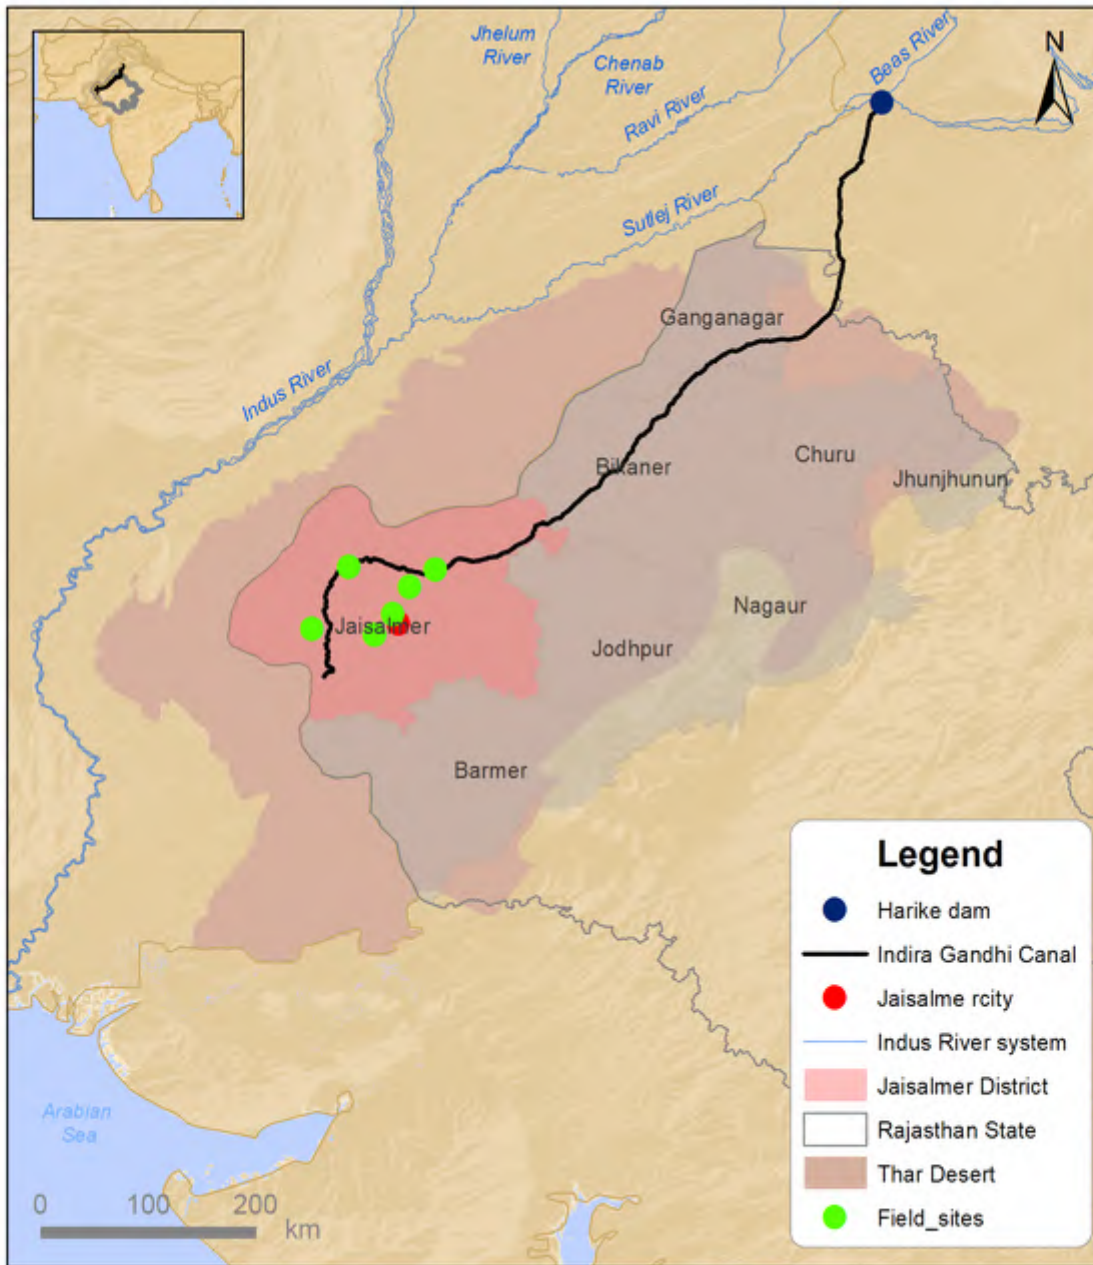 Jhelum
River
Chenab
River
Beas River
N
Ravi River
Sutlej River
Ganganagar
Indus River
Bikaner
Churu
Jhunjhunun
Nagaur
Jaisalmer
Jodhpur
Barmer
Legend
Harike dam
Indira Gandhi Canal
Jaisalme rcity
Indus River system
Jaisalmer District
Rajasthan State
Thar Desert
Field_sites
Arabian
Sea
0 100 200
km